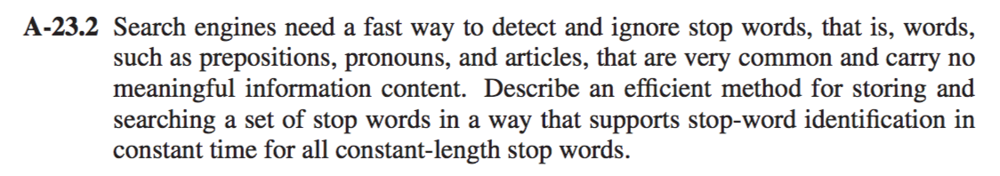 A-23.2 Search engines need a fast way to detect and ignore stop words, that is, words,
such as prepositions, pronouns, and articles, that are very common and carry no
meaningful information content. Describe an efficient method for storing and
searching a set of stop words in a way that supports stop-word identification in
constant time for all constant-length stop words.